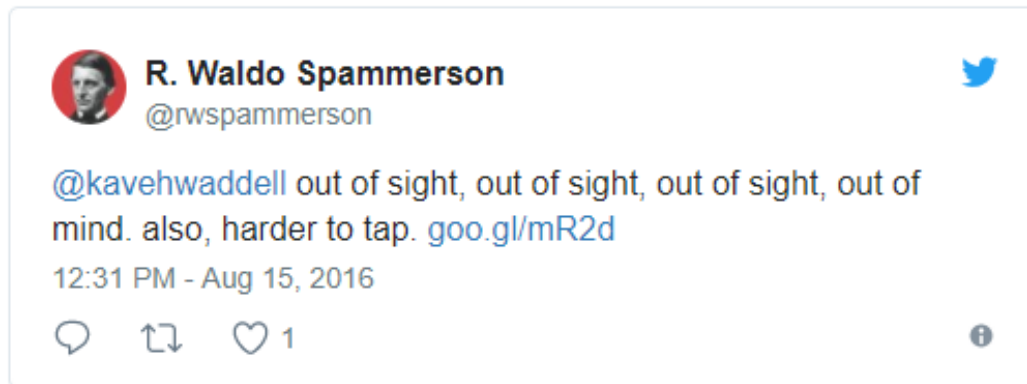 R. Waldo Spammerson
@rwspammerson
@kavehwaddell out of sight, out of sight, out of sight, out of
mind. also, harder to tap. goo.gl/mR2d
12:31 PM - Aug 15, 2016
1